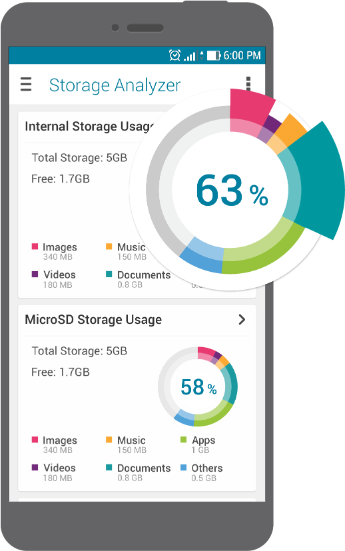 6:00 PM
Storage Analyzer
Internal Storage Usage
Total Storage: 5GB
Free: 1.7GB
63 %
Images
340 MB
Music
150 MB
Videos
180 MB
Documents
0.8 GB
MicroSD Storage Usage
Total Storage: 5GB
Free: 1.7GB
58 %
Images
340 MB
Music
150 MB
Apps
1 GB
Videos
180 MB
Documents
0.8 GB
Others
0.5 GB